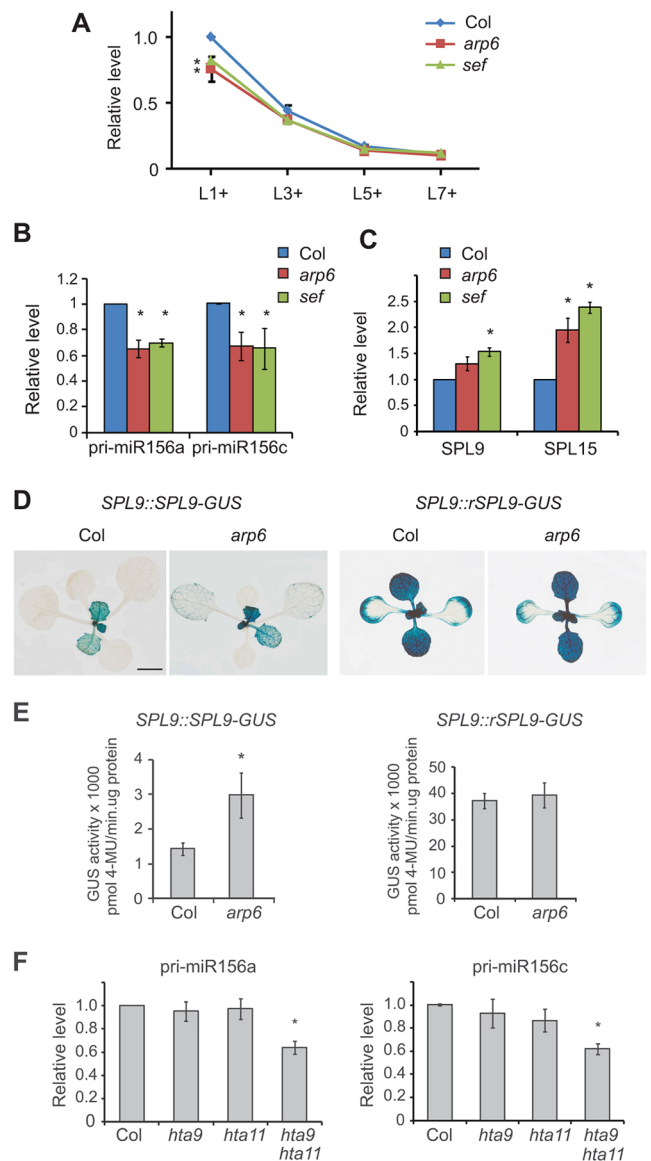 A
Relative level
1.0
0.5
0
*
*
L1+ L3+ L5+ L7+
Col
arp6
sef
B
Col
arp6
sef
Relative level
1.2
1
0.8
0.6
0.4
0.2
0
* * * *
pri-miR156a pri-miR156c
C
Col
arp6
sef
Relative level
2.5
2.0
1.5
1.0
0.5
0
* * *
SPL9 SPL15
D
SPL9::SPL9-GUS SPL9::rSPL9-GUS
Col arp6 Col arp6
E
SPL9::SPL9-GUS
GUS activity x 1000
pmol 4-MU/min.ug protein
4
3
2
1
0
*
Col arp6
SPL9::rSPL9-GUS
GUS activity x 1000
pmol 4-MU/min.ug protein
50
40
30
20
10
0
Col arp6
F
pri-miR156a
Relative level
1.0
0.8
0.6
0.4
0.2
0
*
Col hta9 hta11 hta9
hta11
pri-miR156c
Relative level
1.0
0.8
0.6
0.4
0.2
0
*
Col hta9 hta11 hta9
hta11